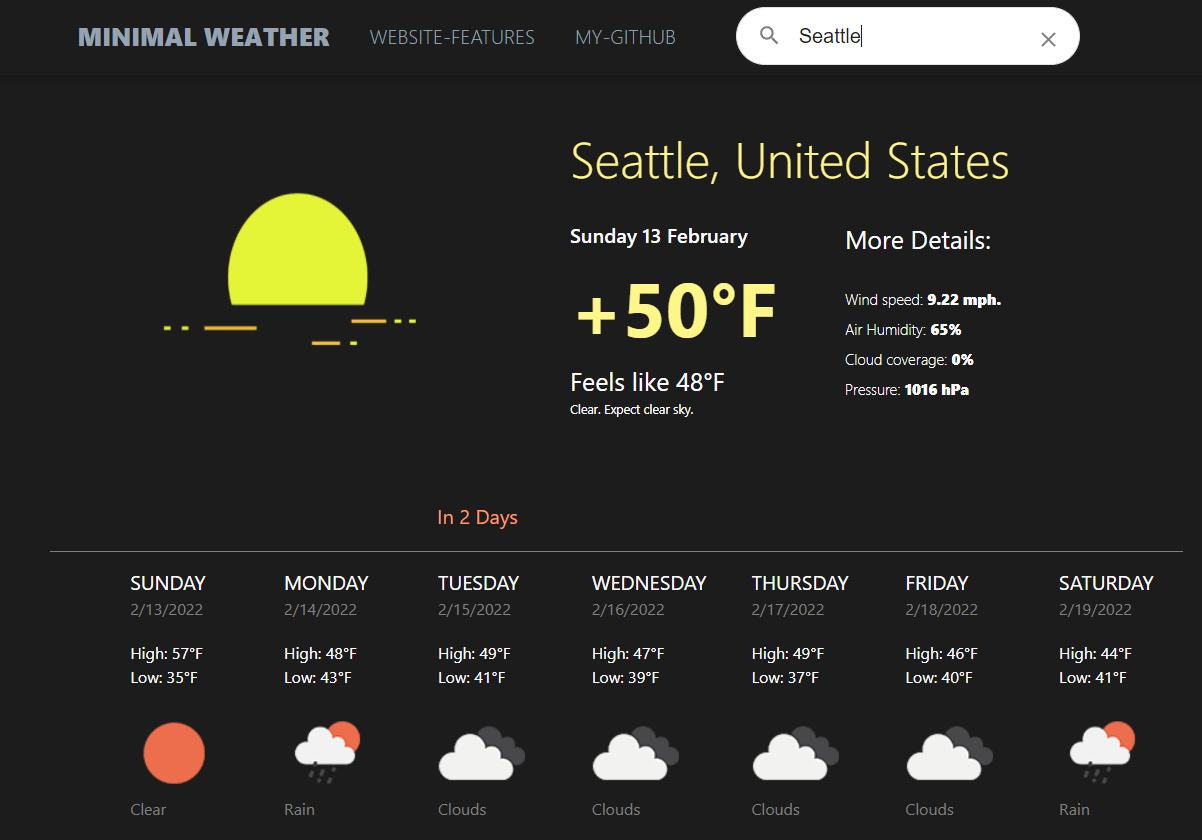 MINIMAL WEATHER WEBSITE-FEATURES MY-GITHUB Seattle
Seattle, United States
Sunday 13 February
+50°F
Feels like 48°F
Clear. Expect clear sky.
More Details:
Wind speed: 9.22 mph.
Air Humidity: 65%
Cloud coverage: 0%
Pressure: 1016 hPa
In 2 Days
SUNDAY MONDAY TUESDAY WEDNESDAY THURSDAY FRIDAY SATURDAY
2/13/2022 2/14/2022 2/15/2022 2/16/2022 2/17/2022 2/18/2022 2/19/2022
High: 57°F High: 48°F High: 49°F High: 47°F High: 49°F High: 46°F High: 44°F
Low: 35°F Low: 43°F Low: 41°F Low: 39°F Low: 37°F Low: 40°F Low: 41°F
Clear Rain Clouds Clouds Clouds Clouds Rain